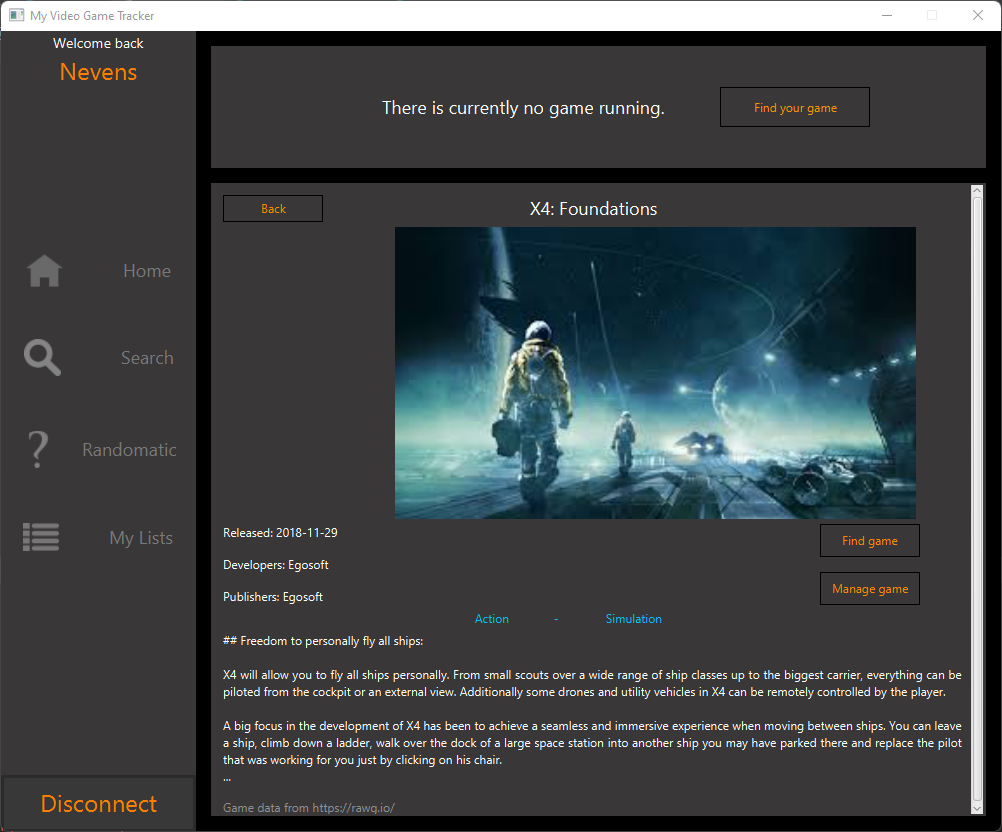 My Video Game Tracker
Welcome back
Nevens
Home
Search
Randomatic
My Lists
Disconnect
There is currently no game running.
Find your game
Back
X4: Foundations
Released: 2018-11-29
Find game
Developers: Egosoft
Manage game
Publishers: Egosoft
Action - Simulation
## Freedom to personally fly all ships:
X4 will allow you to fly all ships personally. From small scouts over a wide range of ship classes up to the biggest carrier, everything can be
piloted from the cockpit or an external view. Additionally some drones and utility vehicles in X4 can be remotely controlled by the player.
A big focus in the development of X4 has been to achieve a seamless and immersive experience when moving between ships. You can leave
a ship, climb down a ladder, walk over the dock of a large space station into another ship you may have parked there and replace the pilot
that was working for you just by clicking on his chair.
...
Game data from https://rawg.io/